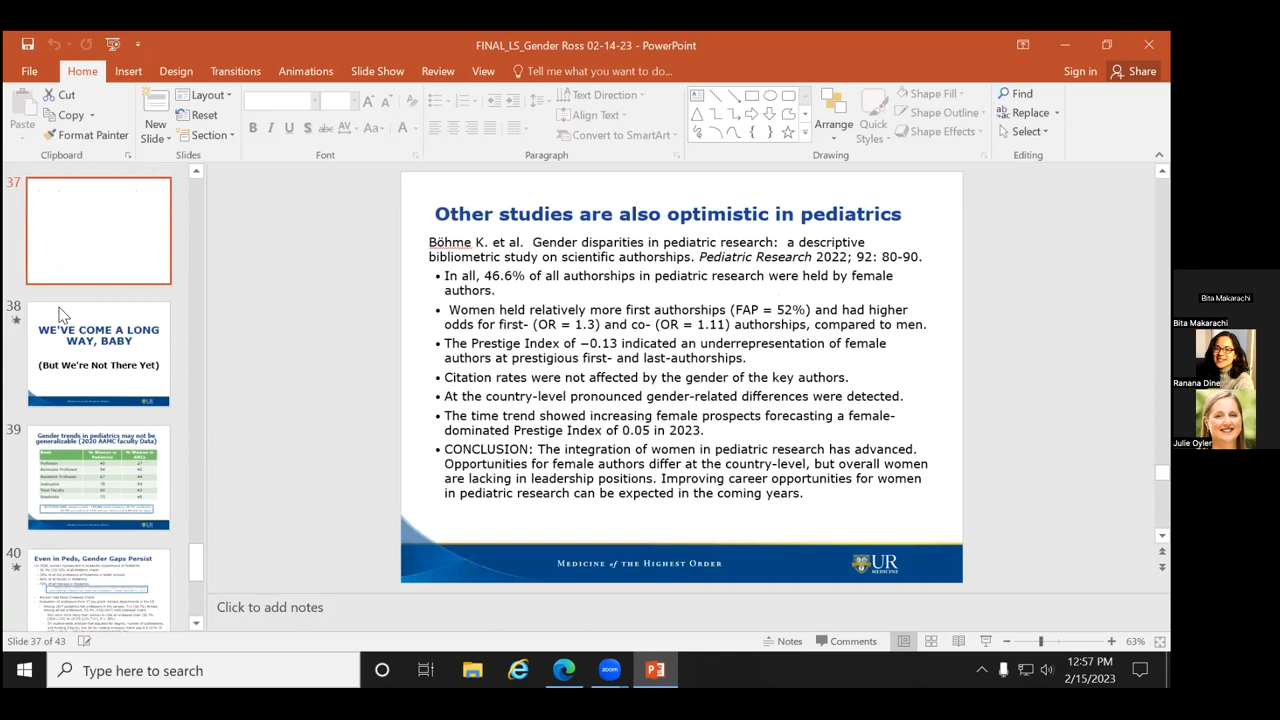 FINAL_LS_Gender Ross 02-14-23 - PowerPoint
File Home Insert Design Transitions Animations Slide Show Review View Tell me what you want to do... Sign in Share
Paste
Cut
Copy
Format Painter
Clipboard
New
Slide
Layout
Reset
Section
Slides
B I U S abc AV Aa A
Font
Text Direction
Align Text
Convert to SmartArt
Paragraph
Arrange
Quick
Styles
Shape Fill
Shape Outline
Shape Effects
Drawing
Find
Replace
Select
Editing
37
38
WE'VE COME A LONG
WAY, BABY
(But We're Not There Yet)
39
Gender trends in pediatrics may not be
generalizable (2020 AAMC faculty Data)
40
Even in Peds, Gender Gaps Persist
Other studies are also optimistic in pediatrics
Böhme K. et al. Gender disparities in pediatric research: a descriptive
bibliometric study on scientific authorships. Pediatric Research 2022; 92: 80-90.
• In all, 46.6% of all authorships in pediatric research were held by female
authors.
• Women held relatively more first authorships (FAP = 52%) and had higher
odds for first- (OR = 1.3) and co- (OR = 1.11) authorships, compared to men.
• The Prestige Index of −0.13 indicated an underrepresentation of female
authors at prestigious first- and last-authorships.
• Citation rates were not affected by the gender of the key authors.
• At the country-level pronounced gender-related differences were detected.
• The time trend showed increasing female prospects forecasting a female-
dominated Prestige Index of 0.05 in 2023.
• CONCLUSION: The integration of women in pediatric research has advanced.
Opportunities for female authors differ at the country-level, but overall women
are lacking in leadership positions. Improving career opportunities for women
in pediatric research can be expected in the coming years.
MEDICINE OF THE HIGHEST ORDER
UR
MEDICINE
Click to add notes
Slide 37 of 43
Notes Comments 63%
Type here to search
zoom
12:57 PM
2/15/2023
Bita Makarachi
Bita Makarachi
Ranana Dine
Julie Oyler